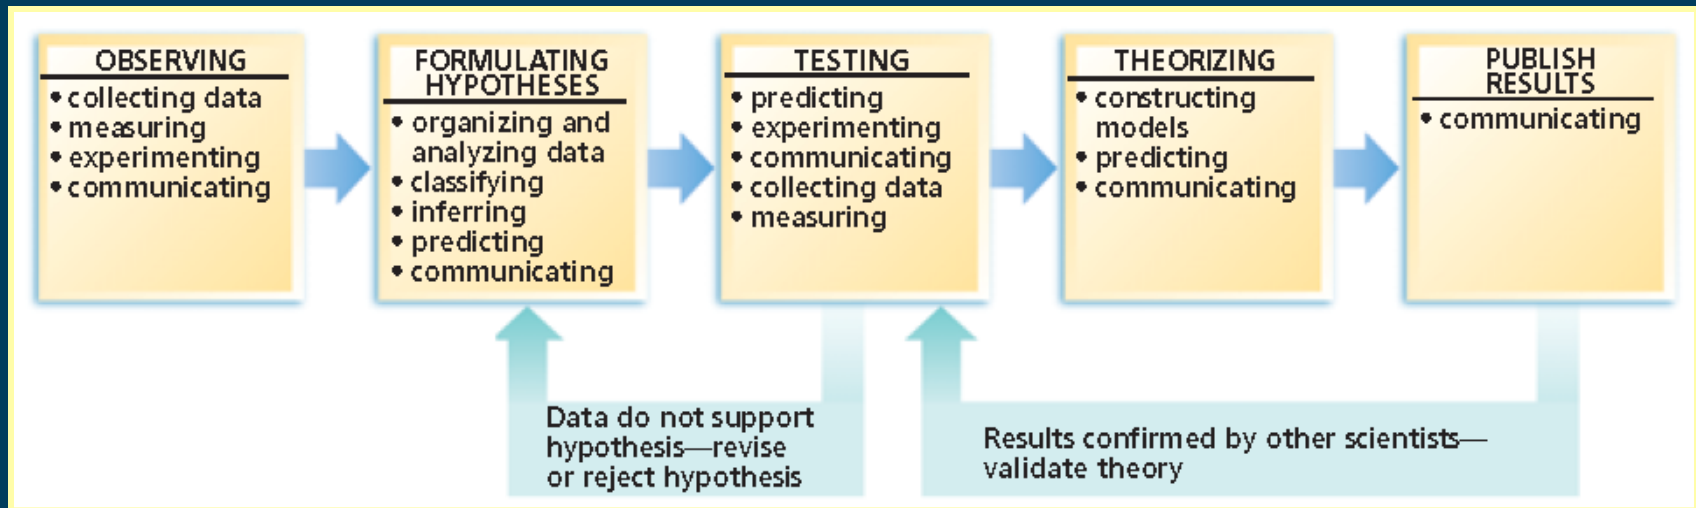 OBSERVING
• collecting data
• measuring
• experimenting
• communicating
FORMULATING
HYPOTHESES
• organizing and
analyzing data
• classifying
• inferring
• predicting
• communicating
TESTING
• predicting
• experimenting
• communicating
• collecting data
• measuring
THEORIZING
• constructing
models
• predicting
• communicating
PUBLISH
RESULTS
• communicating
Data do not support
hypothesis—revise
or reject hypothesis
Results confirmed by other scientists—
validate theory